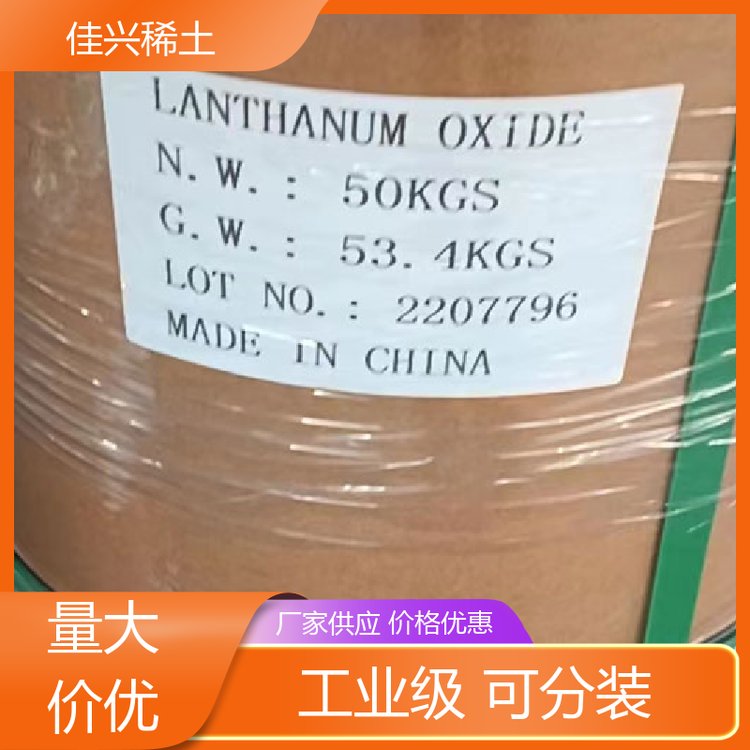 佳兴稀土
LANTHANUM OXIDE
N.W.: 50KGS
G.W.: 53.4KGS
LOT NO.: 2207796
MADE IN CHINA
量大
价优
厂家供应 价格优惠
工业级 可分装